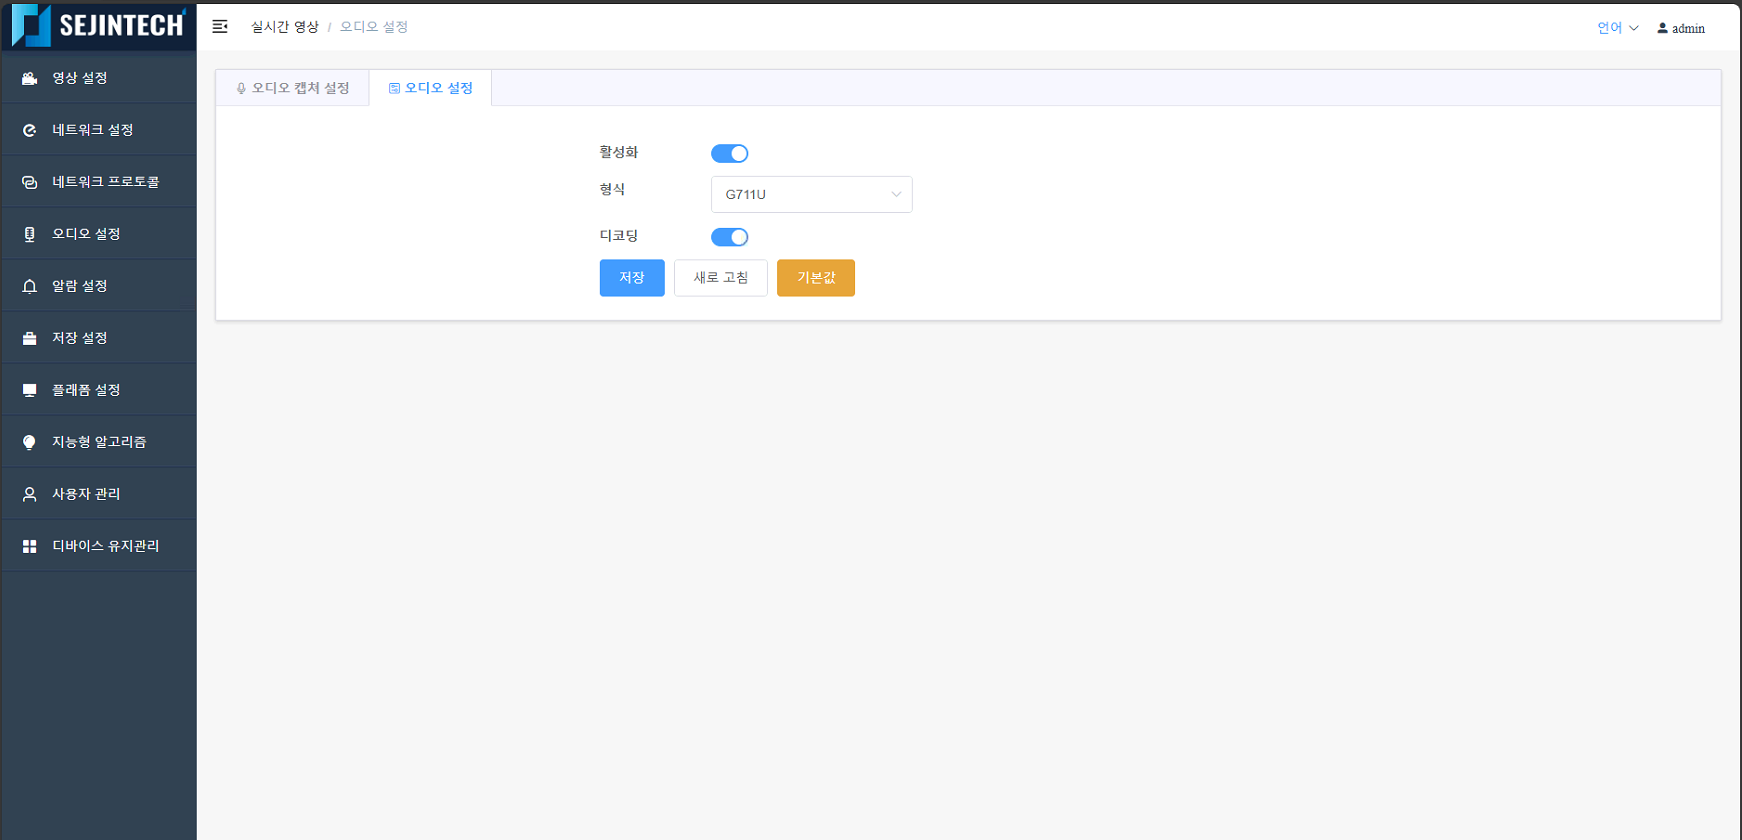 SEJINTECH
실시간 영상 / 오디오 설정
언어
admin
영상 설정
네트워크 설정
네트워크 프로토콜
오디오 설정
알람 설정
저장 설정
플래폼 설정
지능형 알고리즘
사용자 관리
디바이스 유지관리
오디오 캡쳐 설정
오디오 설정
활성화
형식
G711U
디코딩
저장
새로 고침
기본값